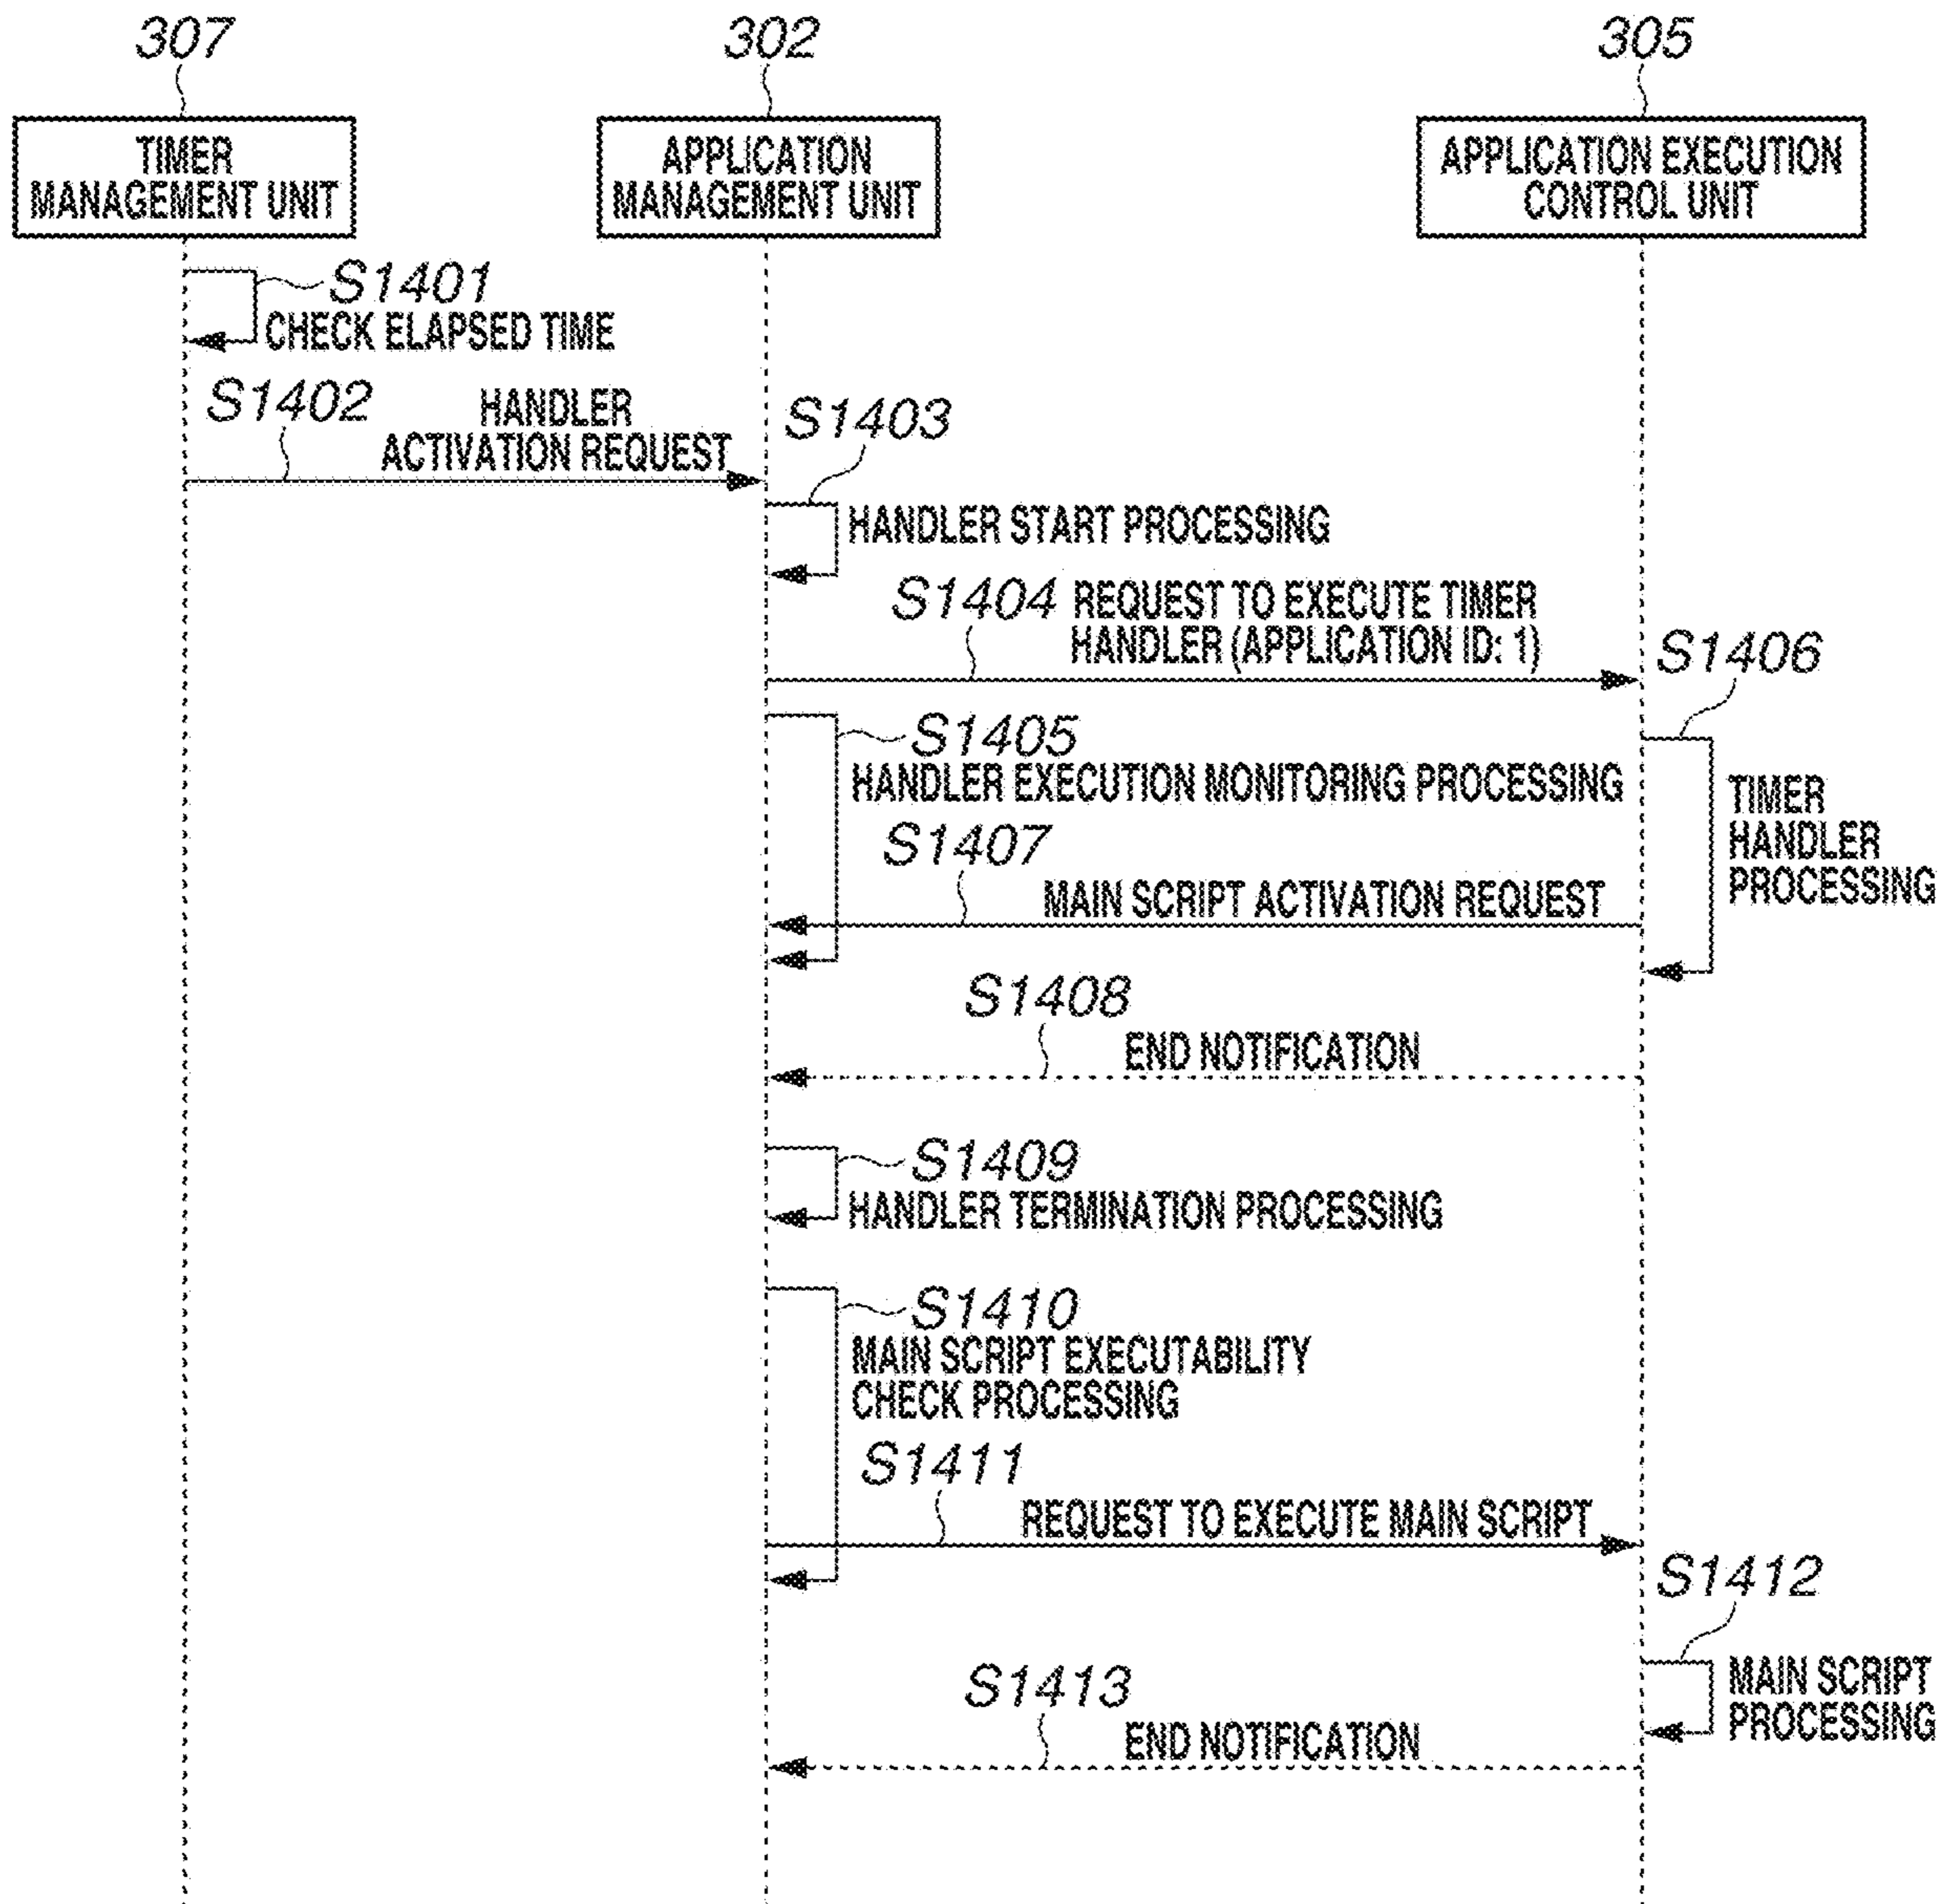 307
302
305
TIMER
MANAGEMENT UNIT
APPLICATION
MANAGEMENT UNIT
APPLICATION EXECUTION
CONTROL UNIT
S1401
CHECK ELAPSED TIME
S1402
HANDLER
ACTIVATION REQUEST
S1403
HANDLER START PROCESSING
S1404
REQUEST TO EXECUTE TIMER
HANDLER (APPLICATION ID: 1)
S1406
S1405
HANDLER EXECUTION MONITORING PROCESSING
TIMER
HANDLER
PROCESSING
S1407
MAIN SCRIPT ACTIVATION REQUEST
S1408
END NOTIFICATION
S1409
HANDLER TERMINATION PROCESSING
S1410
MAIN SCRIPT EXECUTABILITY
CHECK PROCESSING
S1411
REQUEST TO EXECUTE MAIN SCRIPT
S1412
MAIN SCRIPT
PROCESSING
S1413
END NOTIFICATION